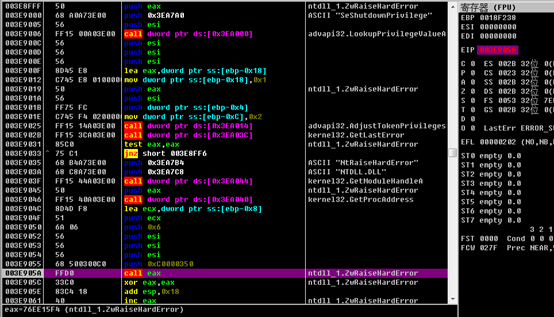 003E8FFF 50 push eax ntdll_1.ZwRaiseHardError
003E9000 68 A0A73E00 push 0x3EA7A0 ASCII "SeShutdownPrivilege"
003E9005 56 push esi
003E9006 FF15 00A03E00 call dword ptr ds:[0x3EA000] advapi32.LookupPrivilegeValueA
003E900C 56 push esi
003E900D 56 push esi
003E900E 56 push esi
003E900F 8D45 E8 lea eax,dword ptr ss:[ebp-0x18]
003E9012 C745 E8 010000 mov dword ptr ss:[ebp-0x18],0x1
003E9019 50 push eax ntdll_1.ZwRaiseHardError
003E901A 56 push esi
003E901B FF75 FC push dword ptr ss:[ebp-0x4]
003E901E C745 F4 020000 mov dword ptr ss:[ebp-0xC],0x2
003E9025 FF15 14A03E00 call dword ptr ds:[0x3EA014] advapi32.AdjustTokenPrivileges
003E902B FF15 3CA03E00 call dword ptr ds:[0x3EA03C] kernel32.GetLastError
003E9031 85C0 test eax,eax ntdll_1.ZwRaiseHardError
003E9033 ^ 75 C1 jnz short 003E8FF6
003E9035 68 B4A73E00 push 0x3EA7B4 ASCII "NtRaiseHardError"
003E903A 68 C8A73E00 push 0x3EA7C8 ASCII "NTDLL.DLL"
003E903F FF15 44A03E00 call dword ptr ds:[0x3EA044] kernel32.GetModuleHandleA
003E9045 50 push eax ntdll_1.ZwRaiseHardError
003E9046 FF15 40A03E00 call dword ptr ds:[0x3EA040] kernel32.GetProcAddress
003E904C 8D4D F8 lea ecx,dword ptr ss:[ebp-0x8]
003E904F 51 push ecx
003E9050 6A 06 push 0x6
003E9052 56 push esi
003E9053 56 push esi
003E9054 56 push esi
003E9055 68 500300C0 push 0xC0000350
003E905A FFD0 call eax ntdll_1.ZwRaiseHardError
003E905C 33C0 xor eax,eax ntdll_1.ZwRaiseHardError
003E905E 83C4 18 add esp,0x18
003E9061 40 inc eax ntdll_1.ZwRaiseHardError
eax=76EE15F4 (ntdll_1.ZwRaiseHardError)
寄存器 (FPU)
EBP 0018F238
ESI 00000000
EDI 00000000
EIP 003E905A
C 0 ES 002B 32位 0(
P 0 CS 0023 32位 0(
A 0 SS 002B 32位 0(
Z 0 DS 002B 32位 0(
S 0 FS 0053 32位 7E
T 0 GS 002B 32位 0(
D 0
O 0 LastErr ERROR_SU
EFL 00000202 (NO,NB,
ST0 empty 0.0
ST1 empty 0.0
ST2 empty 0.0
ST3 empty 0.0
ST4 empty 0.0
ST5 empty 0.0
ST6 empty 0.0
ST7 empty 0.0
3 2 1
FST 0000 Cond 0 0 0
FCW 027F Prec NEAR,